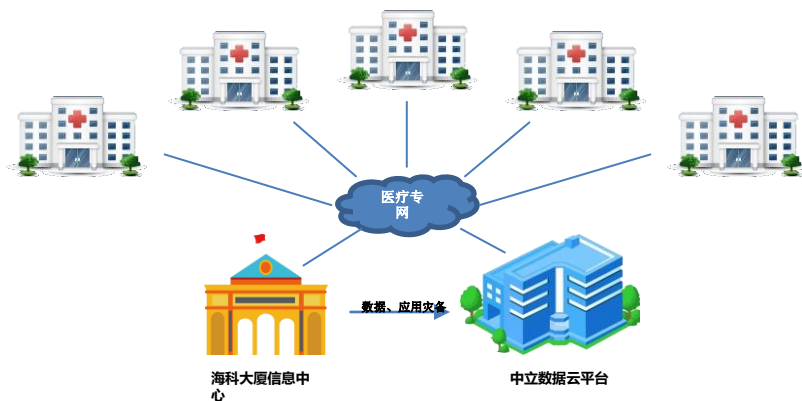 医疗专
网
数据、应用灾备
海科大厦信息中
心
中立数据云平台